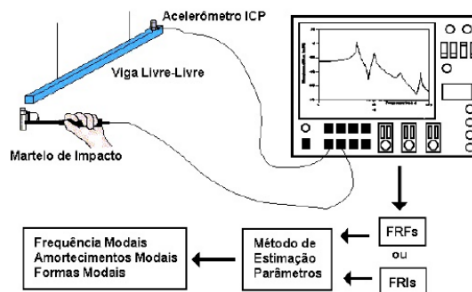 Acelerômetro ICP
Viga Livre-Livre
Martelo de Impacto
FRFs
ou
FRIs
Método de
Estimação
Parâmetros
Frequência Modais
Amortecimentos Modais
Formas Modais